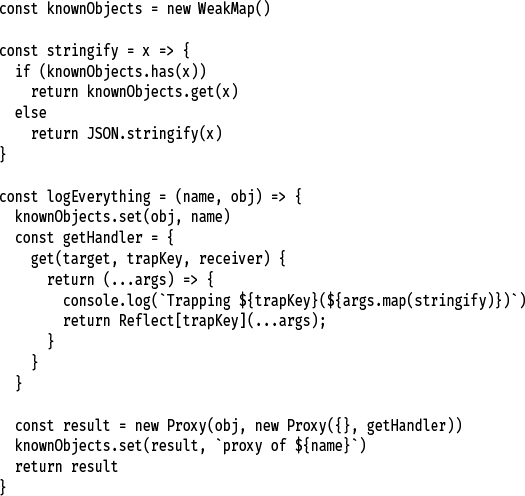 const knownObjects = new WeakMap()

const stringify = x => {
  if (knownObjects.has(x))
    return knownObjects.get(x)
  else
    return JSON.stringify(x)
}

const logEverything = (name, obj) => {
  knownObjects.set(obj, name)
  const getHandler = {
    get(target, trapKey, receiver) {
      return (...args) => {
        console.log(`Trapping ${trapKey}(${args.map(stringify)})`)
        return Reflect[trapKey](...args);
      }
    }
  }

  const result = new Proxy(obj, new Proxy({}, getHandler))
  knownObjects.set(result, `proxy of ${name}`)
  return result
}